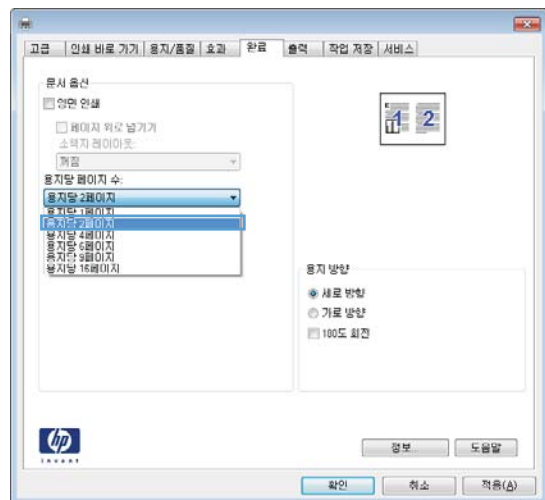 고급 인쇄 바로 가기 용지/품질 효과 완료 출력 작업 저장 서비스
문서 옵션
양면 인쇄
페이지 위로 넘기기
소책자 레이아웃:
꺼짐
용지당 페이지 수:
용지당 2페이지
용지당 1페이지
용지당 2페이지
용지당 4페이지
용지당 6페이지
용지당 9페이지
용지당 16페이지
1 2
용지 방향
세로 방향
가로 방향
180도 회전
hp
invent
정보... 도움말
확인 취소 적용(A)